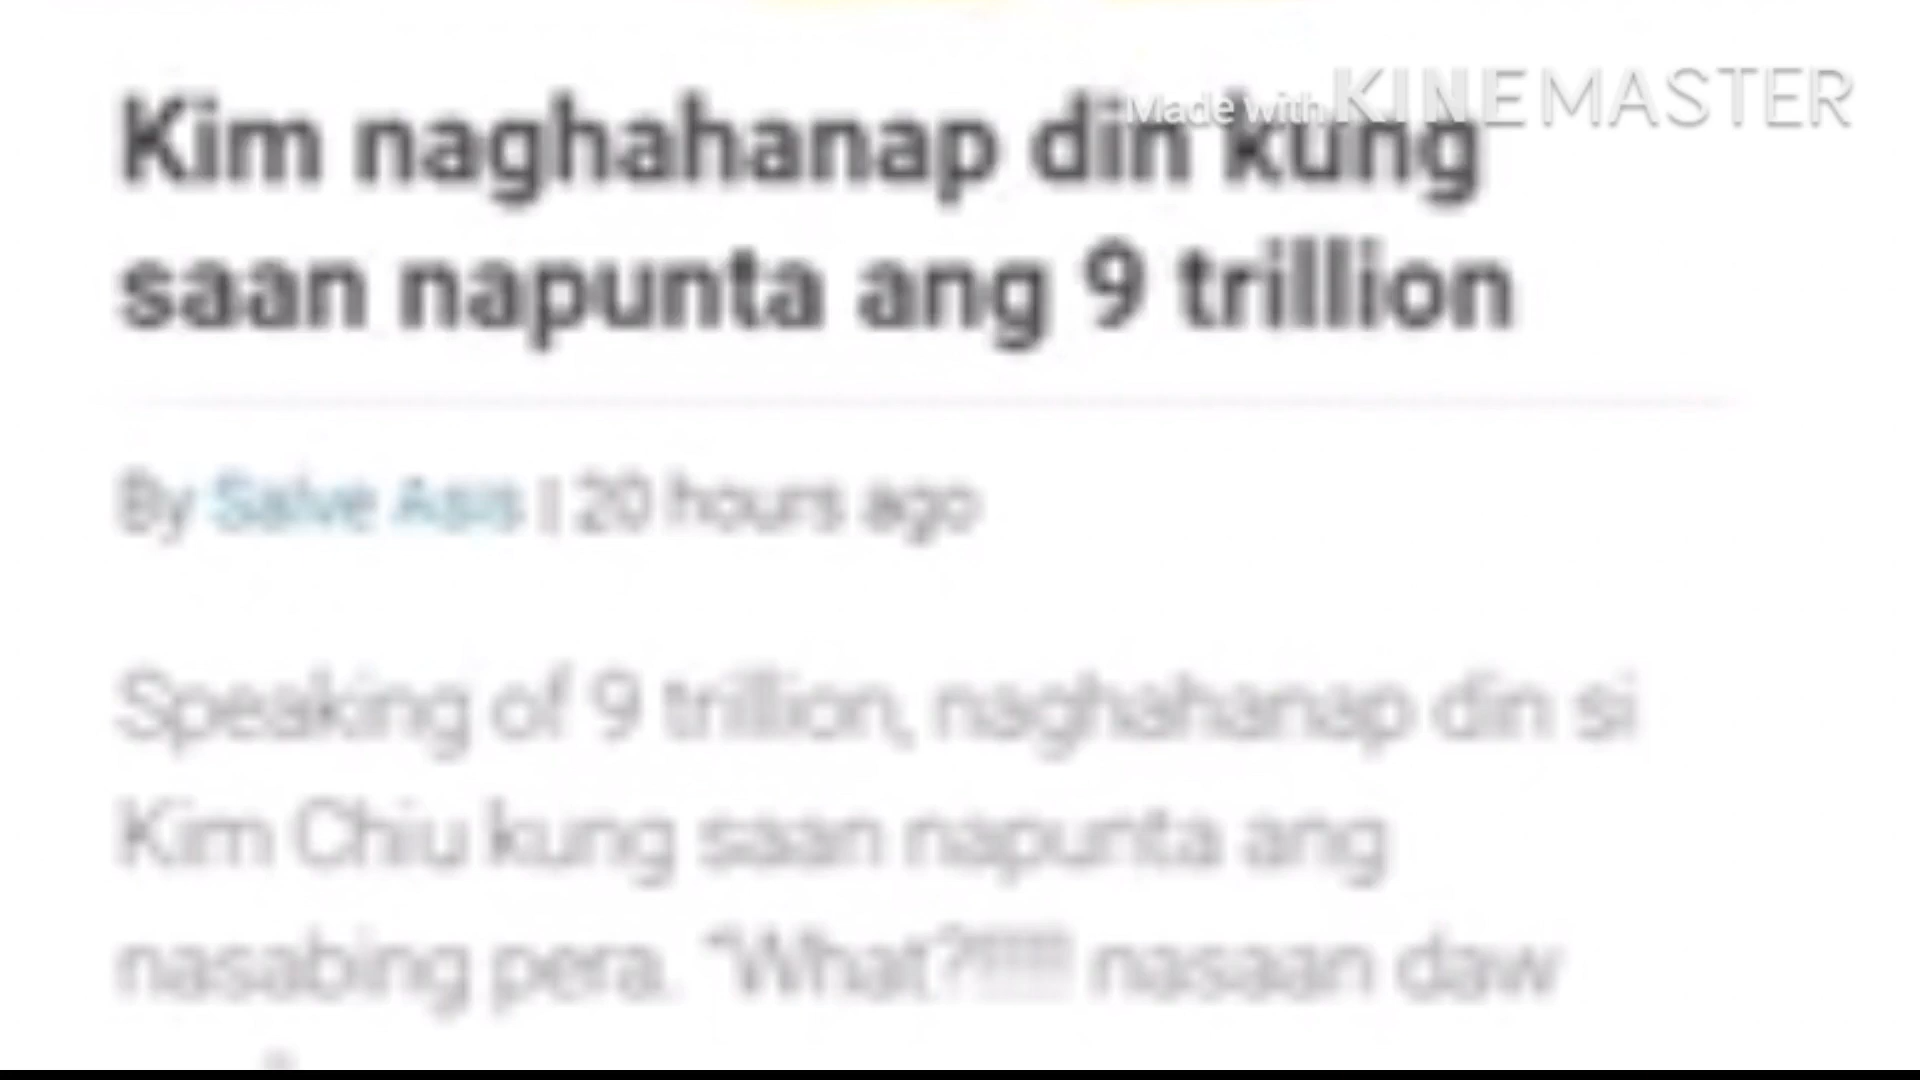 Made with KINEMASTER
Kim naghahanap din kung
saan napunta ang 9 trillion
By Salve Asis | 20 hours ago
Speaking of 9 trillion, naghahanap din si
Kim Chiu kung saan napunta ang
nasabing pera. "What?!!!!! nasaan daw